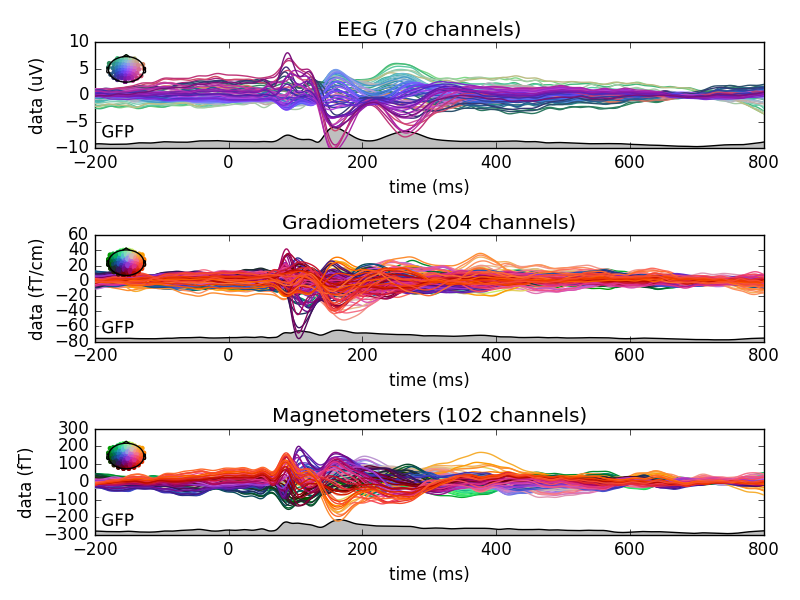 EEG (70 channels)
data (uV)
10
5
0
−5
−10
GFP
−200 0 200 400 600 800
time (ms)
Gradiometers (204 channels)
data (fT/cm)
60
40
20
0
−20
−40
−60
−80
GFP
−200 0 200 400 600 800
time (ms)
Magnetometers (102 channels)
data (fT)
300
200
100
0
−100
−200
−300
GFP
−200 0 200 400 600 800
time (ms)